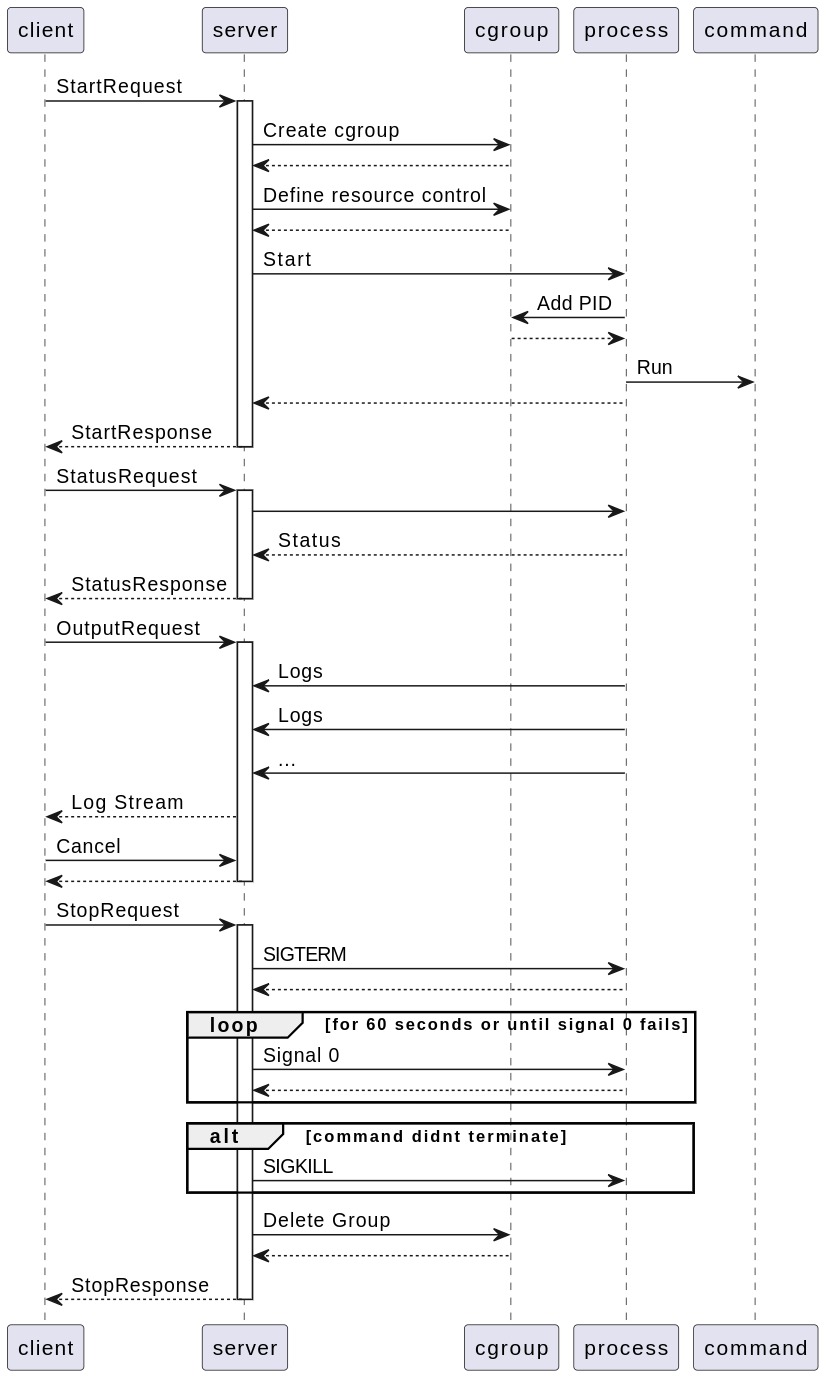 client server cgroup process command
StartRequest
Create cgroup
Define resource control
Start
Add PID
Run
StartResponse
StatusRequest
Status
StatusResponse
OutputRequest
Logs
Logs
...
Log Stream
Cancel
StopRequest
SIGTERM
loop [for 60 seconds or until signal 0 fails]
Signal 0
alt [command didnt terminate]
SIGKILL
Delete Group
StopResponse
client server cgroup process command